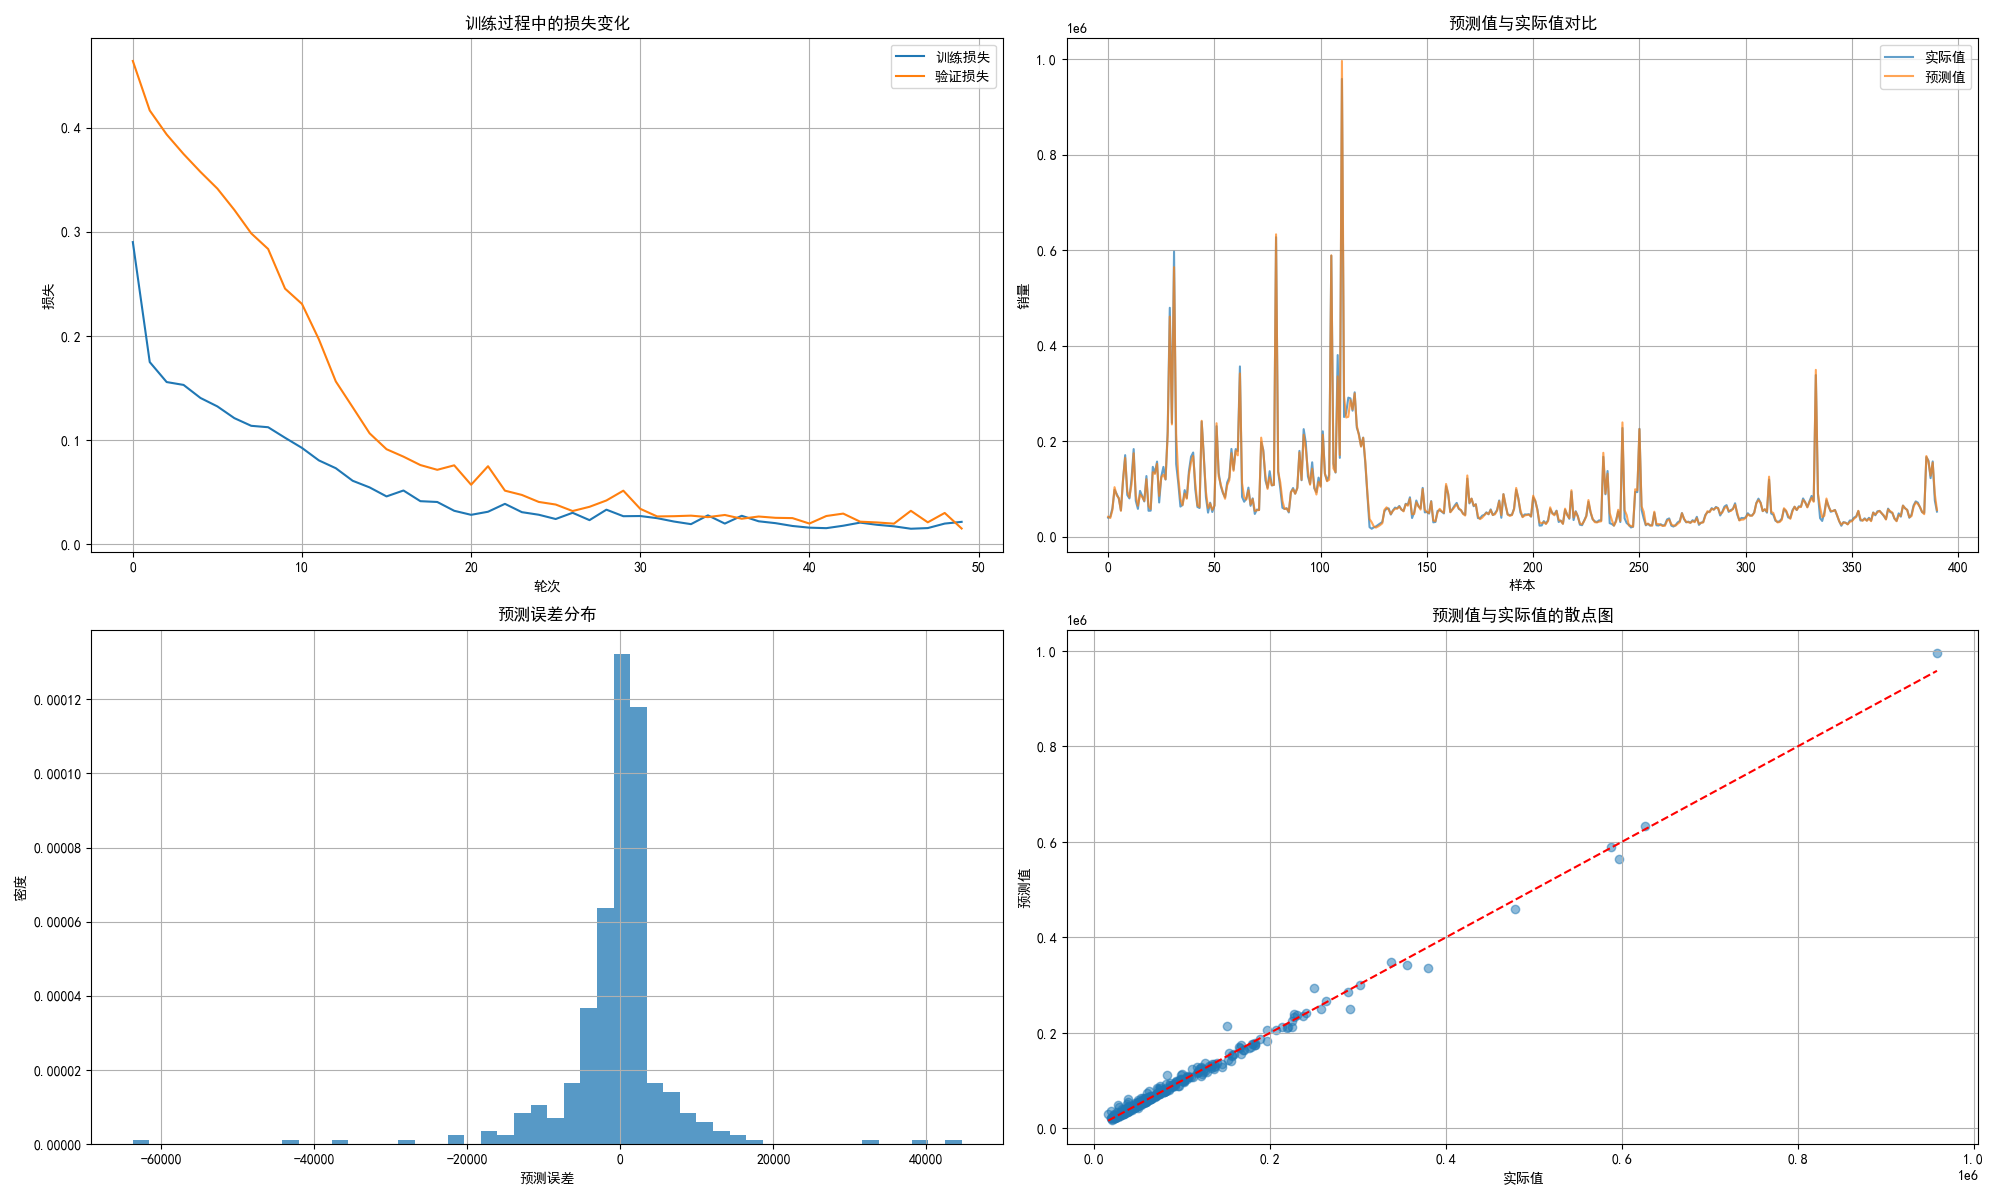 训练过程中的损失变化
训练损失
验证损失
0.4
0.3
0.2
0.1
0.0
损失
0 10 20 30 40 50
轮次
预测值与实际值对比
1e6
实际值
预测值
1.0
0.8
0.6
0.4
0.2
0.0
销量
0 50 100 150 200 250 300 350 400
样本
预测误差分布
0.00012
0.00010
0.00008
0.00006
0.00004
0.00002
0.00000
密度
−60000 −40000 −20000 0 20000 40000
预测误差
预测值与实际值的散点图
1e6
1.0
0.8
0.6
0.4
0.2
0.0
预测值
0.0 0.2 0.4 0.6 0.8 1.0
1e6
实际值